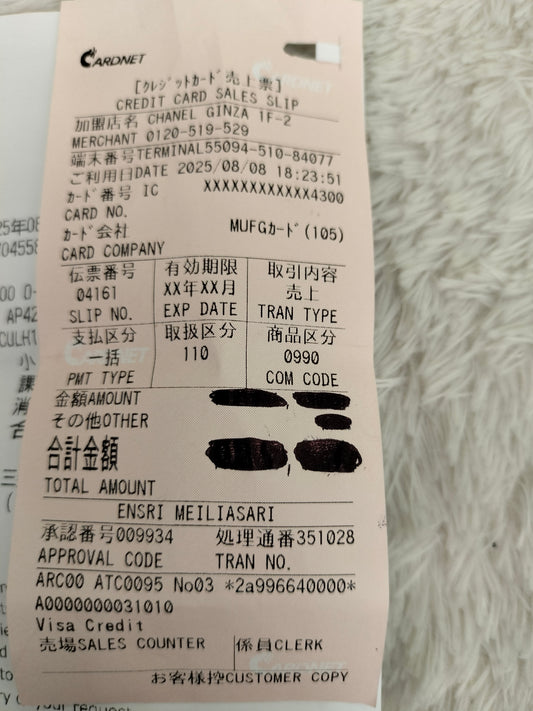 CARDNET
[クレジットカード売上票]
CREDIT CARD SALES SLIP
加盟店名 CHANEL GINZA 1F-2
MERCHANT 0120-519-529
端末番号TERMINAL55094-510-84077
ご利用日DATE 2025/08/08 18:23:51
カード番号 IC XXXXXXXXXXXX4300
CARD NO.
カード会社 MUFGカード(105)
CARD COMPANY
伝票番号 有効期限 取引内容
04161 XX年XX月 売上
SLIP NO. EXP DATE TRAN TYPE
支払区分 取扱区分 商品区分
一括 110 0990
PMT TYPE COM CODE
金額AMOUNT
その他OTHER
合計金額
TOTAL AMOUNT
ENSRI MEILIASARI
承認番号009934 処理通番351028
APPROVAL CODE TRAN NO.
ARC00 ATC0095 No03 *2a996640000*
A0000000031010
Visa Credit
売場SALES COUNTER 係員CLERK
お客様控CUSTOMER COPY